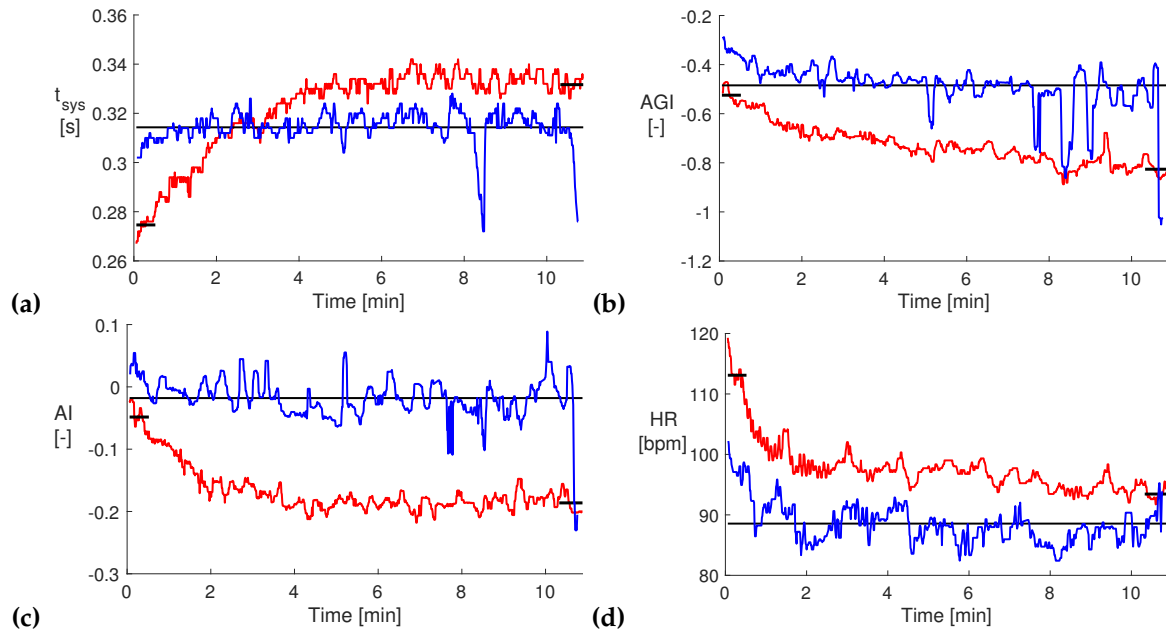 0.36
0.34
0.32
0.3
0.28
0.26
t_sys
[s]
0 2 4 6 8 10
Time [min]
(a)
-0.2
-0.4
-0.6
-0.8
-1
-1.2
AGI
[-]
0 2 4 6 8 10
Time [min]
(b)
0.1
0
-0.1
-0.2
-0.3
AI
[-]
0 2 4 6 8 10
Time [min]
(c)
120
110
100
90
80
HR
[bpm]
0 2 4 6 8 10
Time [min]
(d)